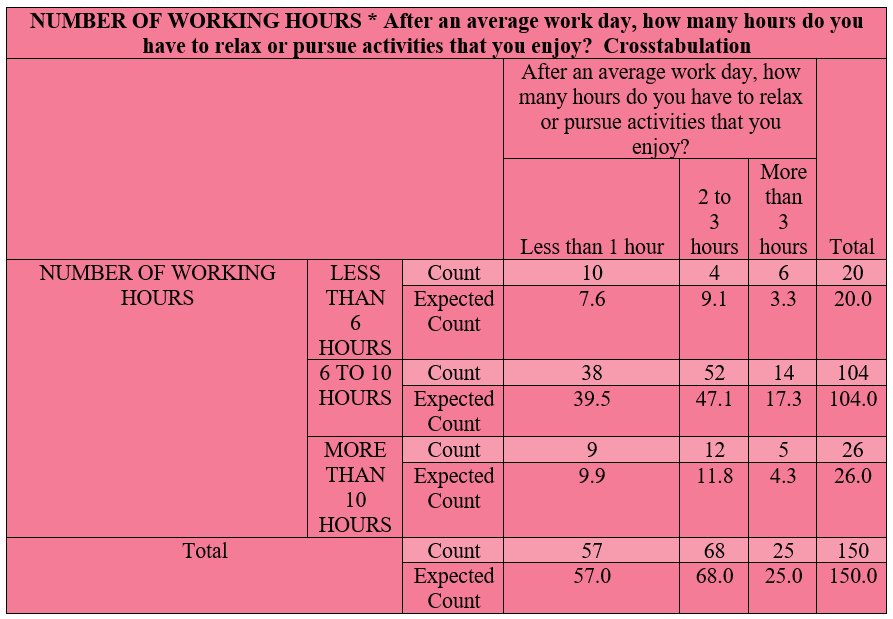 NUMBER OF WORKING HOURS * After an average work day, how many hours do you
have to relax or pursue activities that you enjoy? Crosstabulation
After an average work day, how
many hours do you have to relax
or pursue activities that you
enjoy?
Less than 1 hour
2 to
3
hours
More
than
3
hours
Total
NUMBER OF WORKING
HOURS
LESS
THAN
6
HOURS
Count 10 4 6 20
Expected
Count
7.6 9.1 3.3 20.0
6 TO 10
HOURS
Count 38 52 14 104
Expected
Count
39.5 47.1 17.3 104.0
MORE
THAN
10
HOURS
Count 9 12 5 26
Expected
Count
9.9 11.8 4.3 26.0
Total
Count 57 68 25 150
Expected
Count
57.0 68.0 25.0 150.0